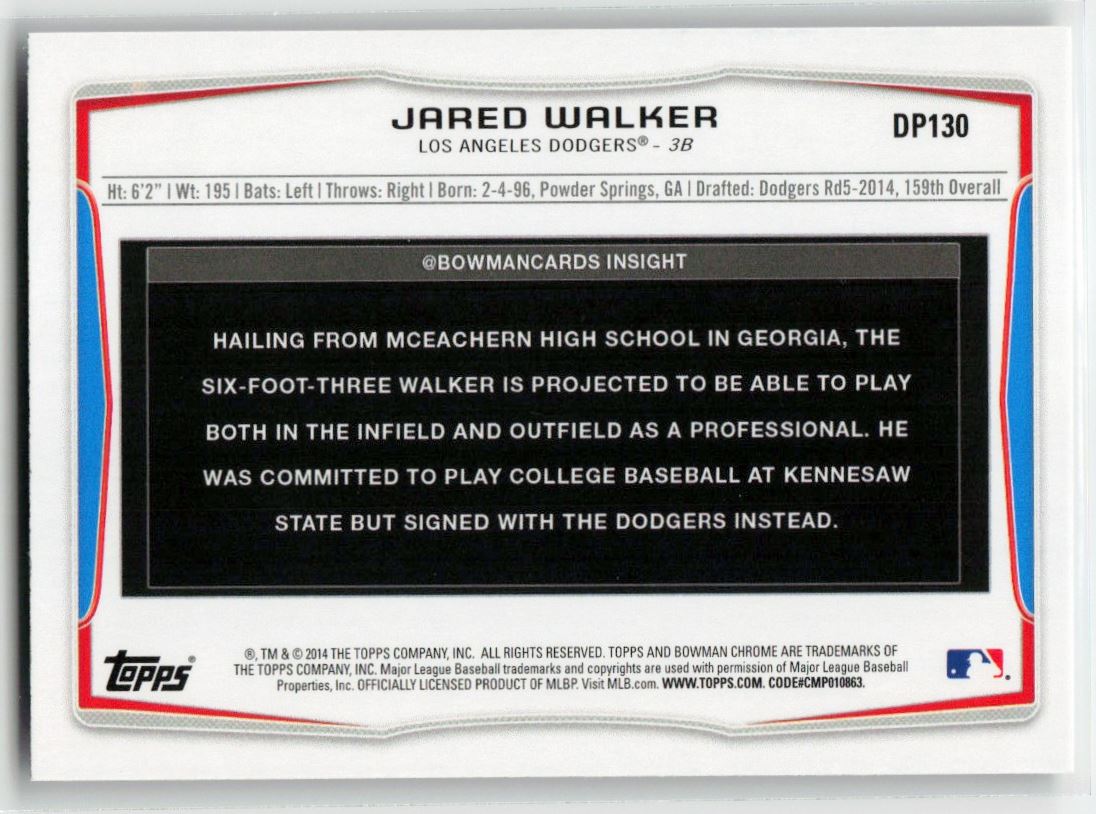 JARED WALKER
DP130
LOS ANGELES DODGERS® - 3B
Ht: 6'2" | Wt: 195 | Bats: Left | Throws: Right | Born: 2-4-96, Powder Springs, GA | Drafted: Dodgers Rd5-2014, 159th Overall
@BOWMANCARDS INSIGHT
HAILING FROM MCEACHERN HIGH SCHOOL IN GEORGIA, THE
SIX-FOOT-THREE WALKER IS PROJECTED TO BE ABLE TO PLAY
BOTH IN THE INFIELD AND OUTFIELD AS A PROFESSIONAL. HE
WAS COMMITTED TO PLAY COLLEGE BASEBALL AT KENNESAW
STATE BUT SIGNED WITH THE DODGERS INSTEAD.
topps®
®, TM & © 2014 THE TOPPS COMPANY, INC. ALL RIGHTS RESERVED. TOPPS AND BOWMAN CHROME ARE TRADEMARKS OF
THE TOPPS COMPANY, INC. Major League Baseball trademarks and copyrights are used with permission of Major League Baseball
Properties, Inc. OFFICIALLY LICENSED PRODUCT OF MLBP. Visit MLB.com. WWW.TOPPS.COM. CODE#CMP010863.